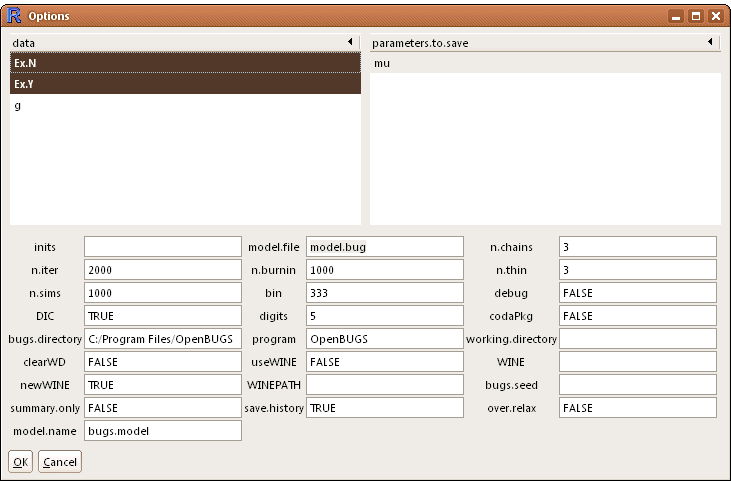 Options
data parameters.to.save
Ex.N mu
Ex.Y
g
inits model.file model.bug n.chains 3
n.iter 2000 n.burnin 1000 n.thin 3
n.sims 1000 bin 333 debug FALSE
DIC TRUE digits 5 codaPkg FALSE
bugs.directory C:/Program Files/OpenBUGS program OpenBUGS working.directory
clearWD FALSE useWINE FALSE WINE
newWINE TRUE WINEPATH bugs.seed
summary.only FALSE save.history TRUE over.relax FALSE
model.name bugs.model
OK Cancel